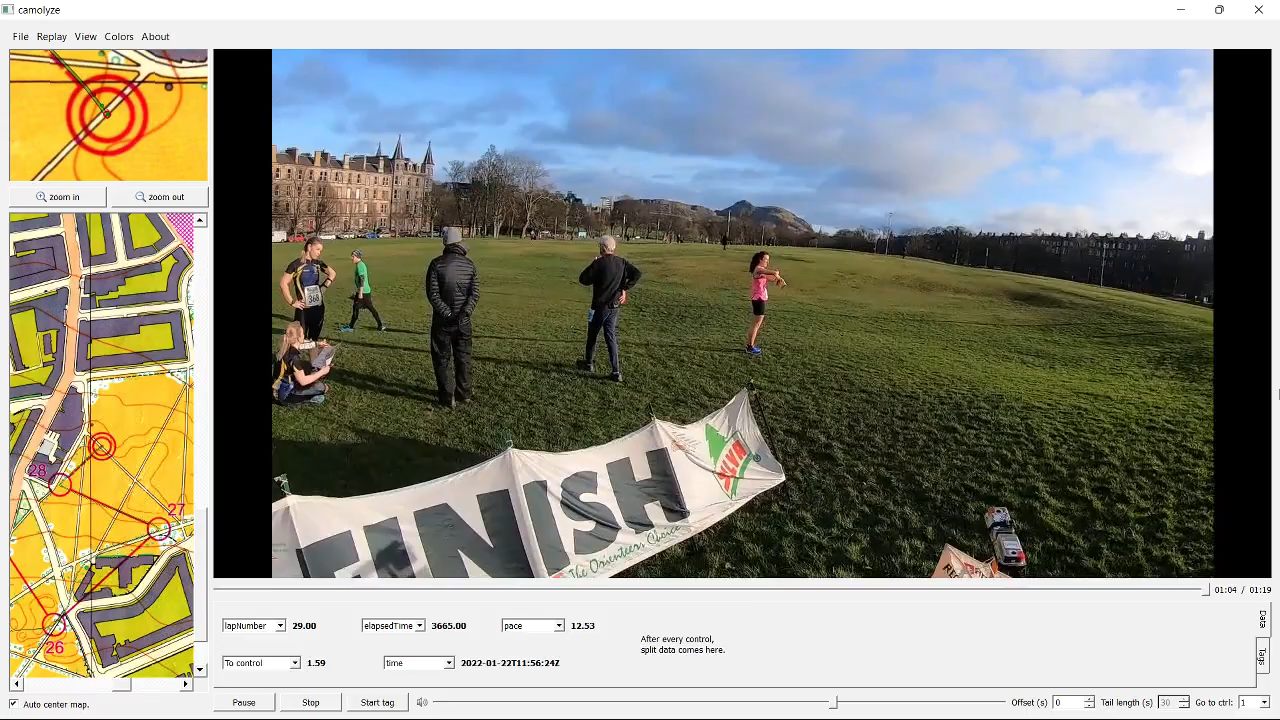 camolyze
File Replay View Colors About
zoom in
zoom out
28
27
26
368
FINISH
The Orienteers' Choice
01:04 / 01:19
lapNumber 29.00 elapsedTime 3665.00 pace 12.53
After every control,
split data comes here.
To control 1.59 time 2022-01-22T11:56:24Z
Data
Tags
Auto center map.
Pause Stop Start tag Offset (s) 0 Tail length (s) 30 Go to ctrl: 1